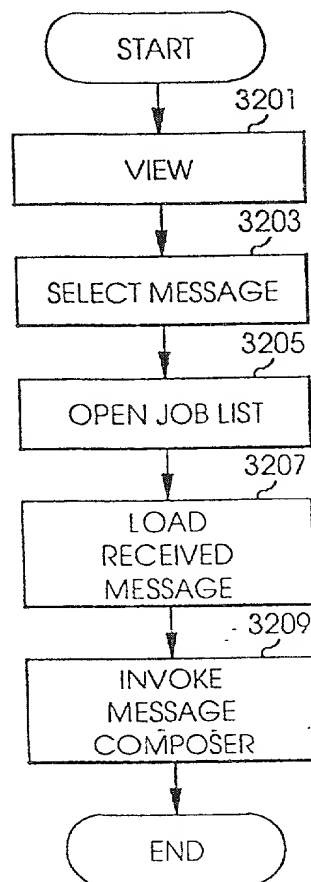 START
3201
VIEW
3203
SELECT MESSAGE
3205
OPEN JOB LIST
3207
LOAD
RECEIVED
MESSAGE
3209
INVOKE
MESSAGE
COMPOSER
END